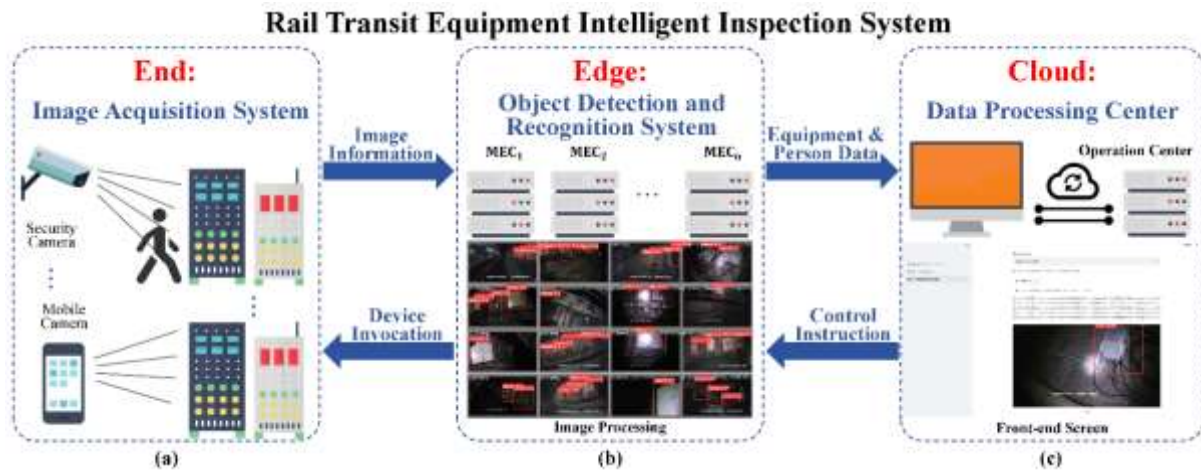 Rail Transit Equipment Intelligent Inspection System
End:
Image Acquisition System
Security
Camera
Mobile
Camera
(a)
Image
Information
Device
Invocation
Edge:
Object Detection and
Recognition System
MEC₁ MEC₂ ... MECₙ
Image Processing
(b)
Equipment &
Person Data
Control
Instruction
Cloud:
Data Processing Center
Operation Center
Front-end Screen
(c)